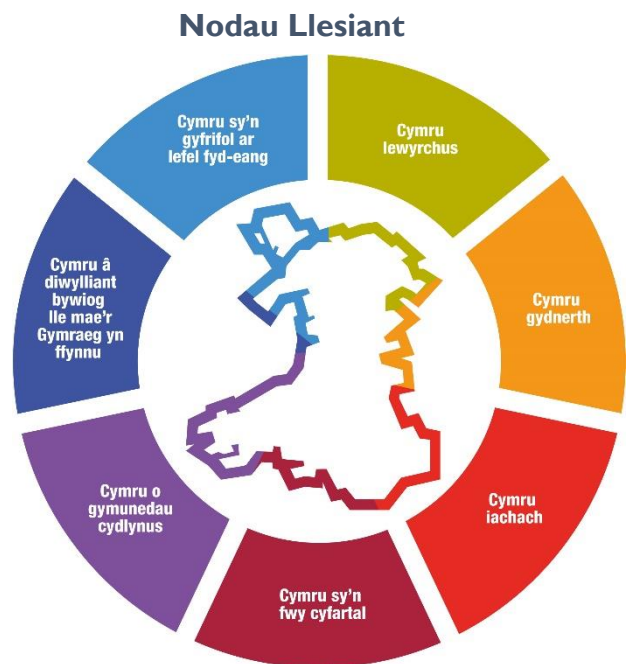 Nodau Llesiant
Cymru sy'n
gyfrifol ar
lefel fyd-eang
Cymru
lewyrchus
Cymru
gydnerth
Cymru
iachach
Cymru sy'n
fwy cyfartal
Cymru o
gymunedau
cydlynus
Cymru â
diwylliant
bywiog
lle mae'r
Gymraeg yn
ffynnu